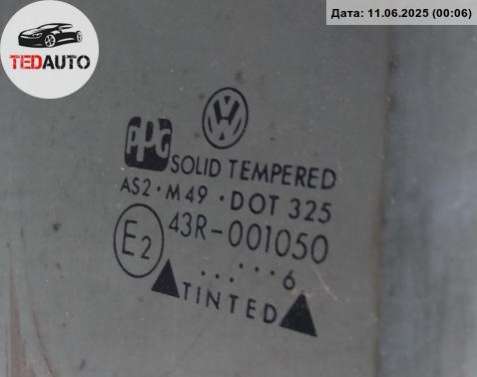 Дата: 11.06.2025 (00:06)
TEDAUTO
PPG
SOLID TEMPERED
AS2·M49·DOT 325
E2
43R-001050
... ···6
TINTED